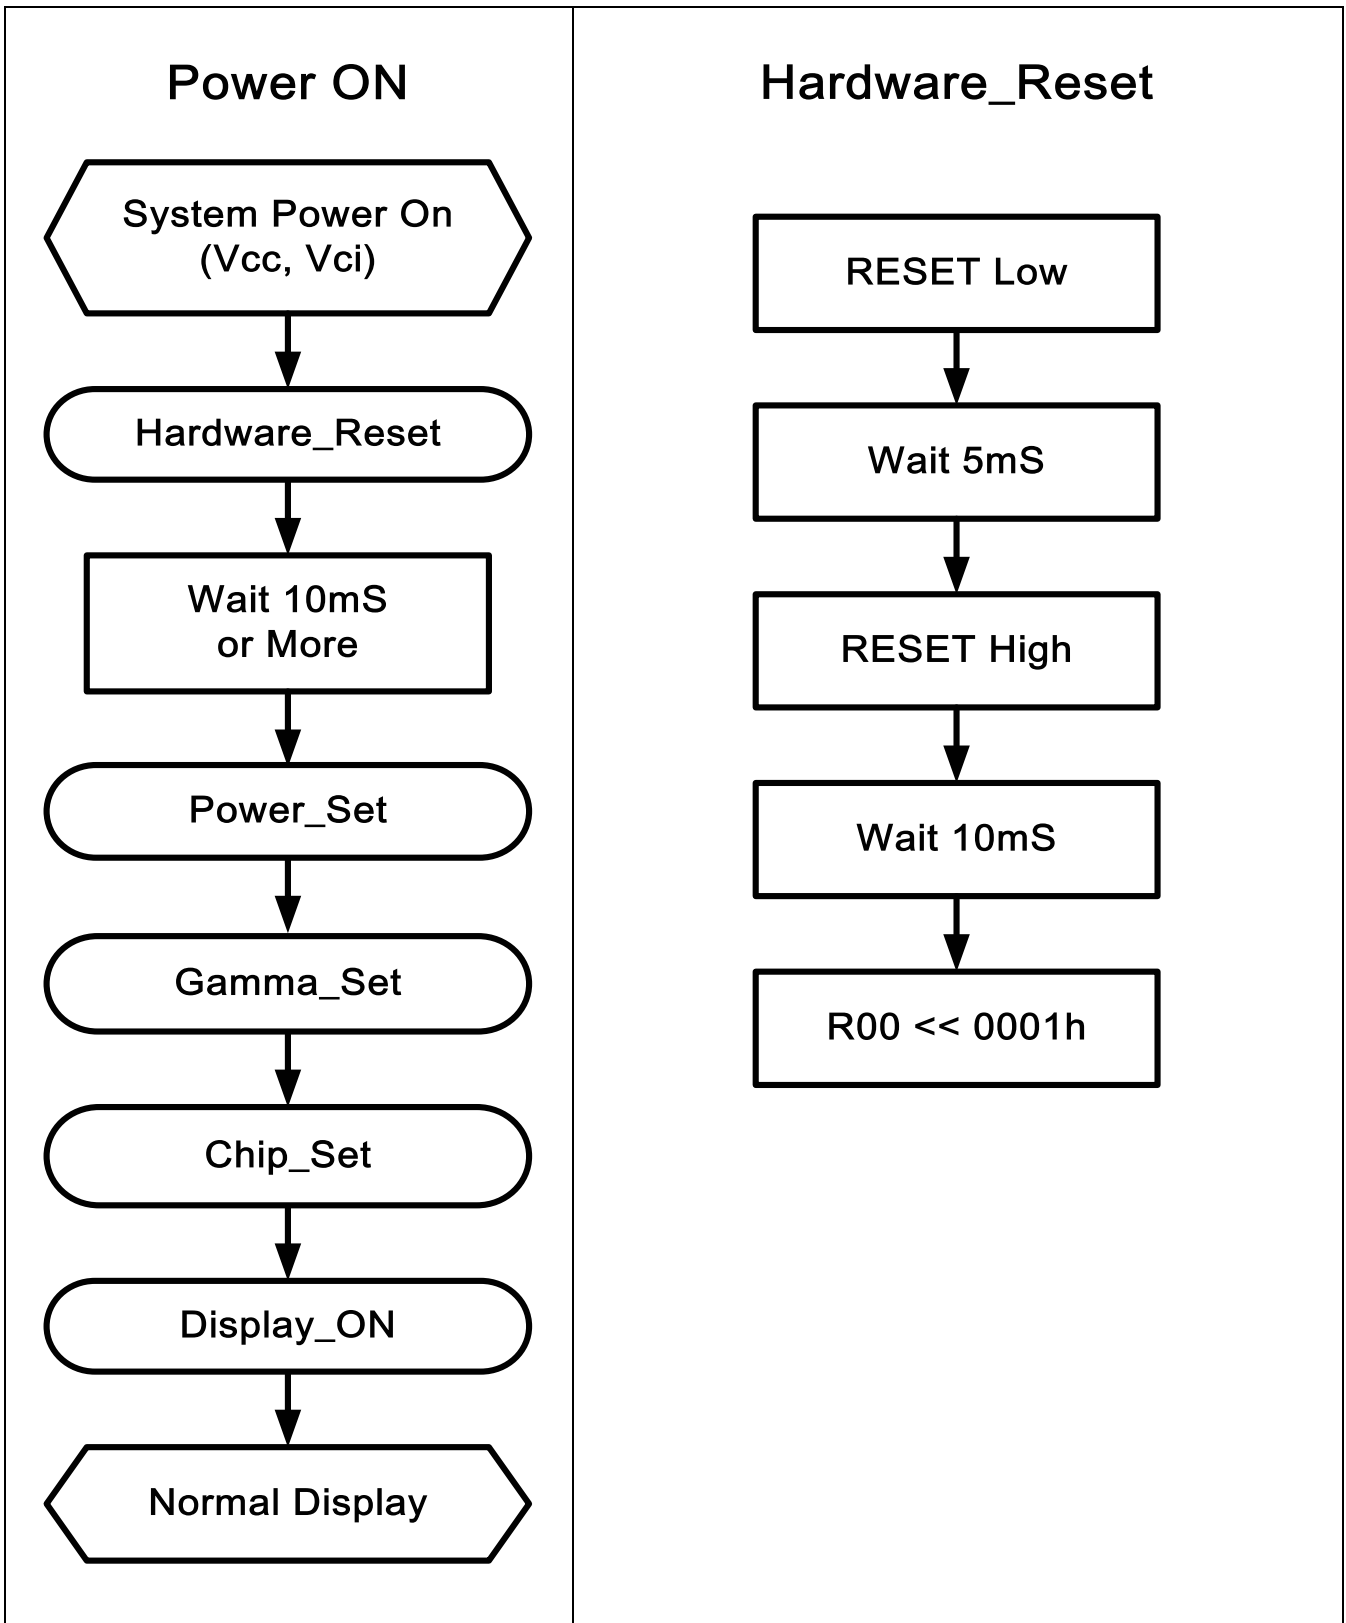 Power ON
System Power On
(Vcc, Vci)
Hardware_Reset
Wait 10mS
or More
Power_Set
Gamma_Set
Chip_Set
Display_ON
Normal Display
Hardware_Reset
RESET Low
Wait 5mS
RESET High
Wait 10mS
R00 << 0001h